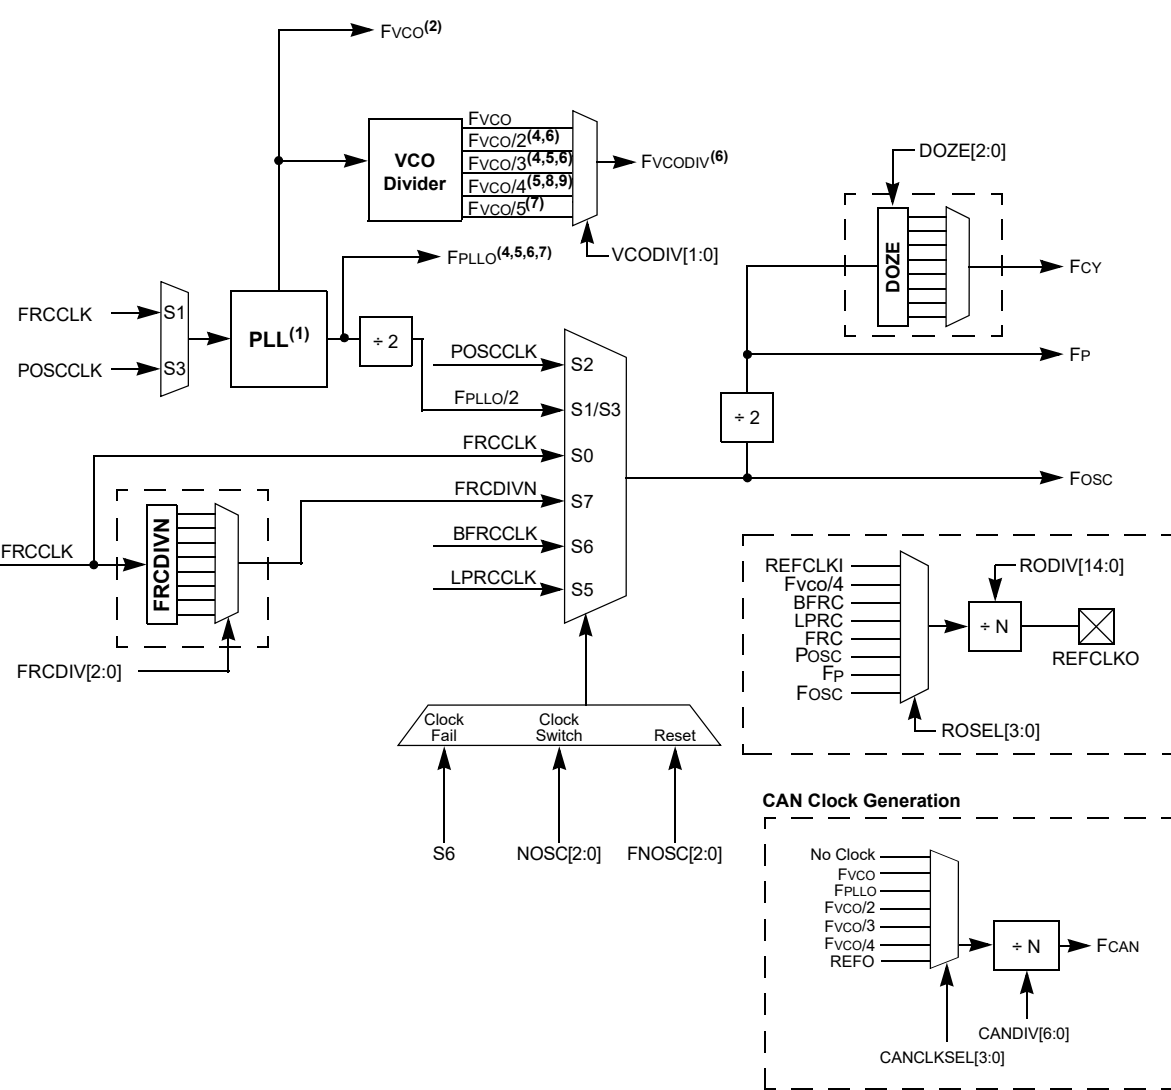 FVCO(2)
VCO
Divider
FVCO
FVCO/2(4,6)
FVCO/3(4,5,6)
FVCO/4(5,8,9)
FVCO/5(7)
FVCODIV(6)
VCODIV[1:0]
FPLLO(4,5,6,7)
DOZE[2:0]
DOZE
FCY
FP
÷ 2
FOSC
FRCCLK
S1
POSCCLK
S3
PLL(1)
÷ 2
POSCCLK
S2
FPLLO/2
S1/S3
FRCCLK
S0
FRCDIVN
S7
BFRCCLK
S6
LPRCCLK
S5
FRCCLK
FRCDIVN
FRCDIV[2:0]
Clock
Fail
Clock
Switch
Reset
S6
NOSC[2:0]
FNOSC[2:0]
REFCLKI
Fvco/4
BFRC
LPRC
FRC
POSC
FP
FOSC
RODIV[14:0]
÷ N
REFCLKO
ROSEL[3:0]
CAN Clock Generation
No Clock
FVCO
FPLLO
FVCO/2
FVCO/3
FVCO/4
REFO
÷ N
FCAN
CANDIV[6:0]
CANCLKSEL[3:0]